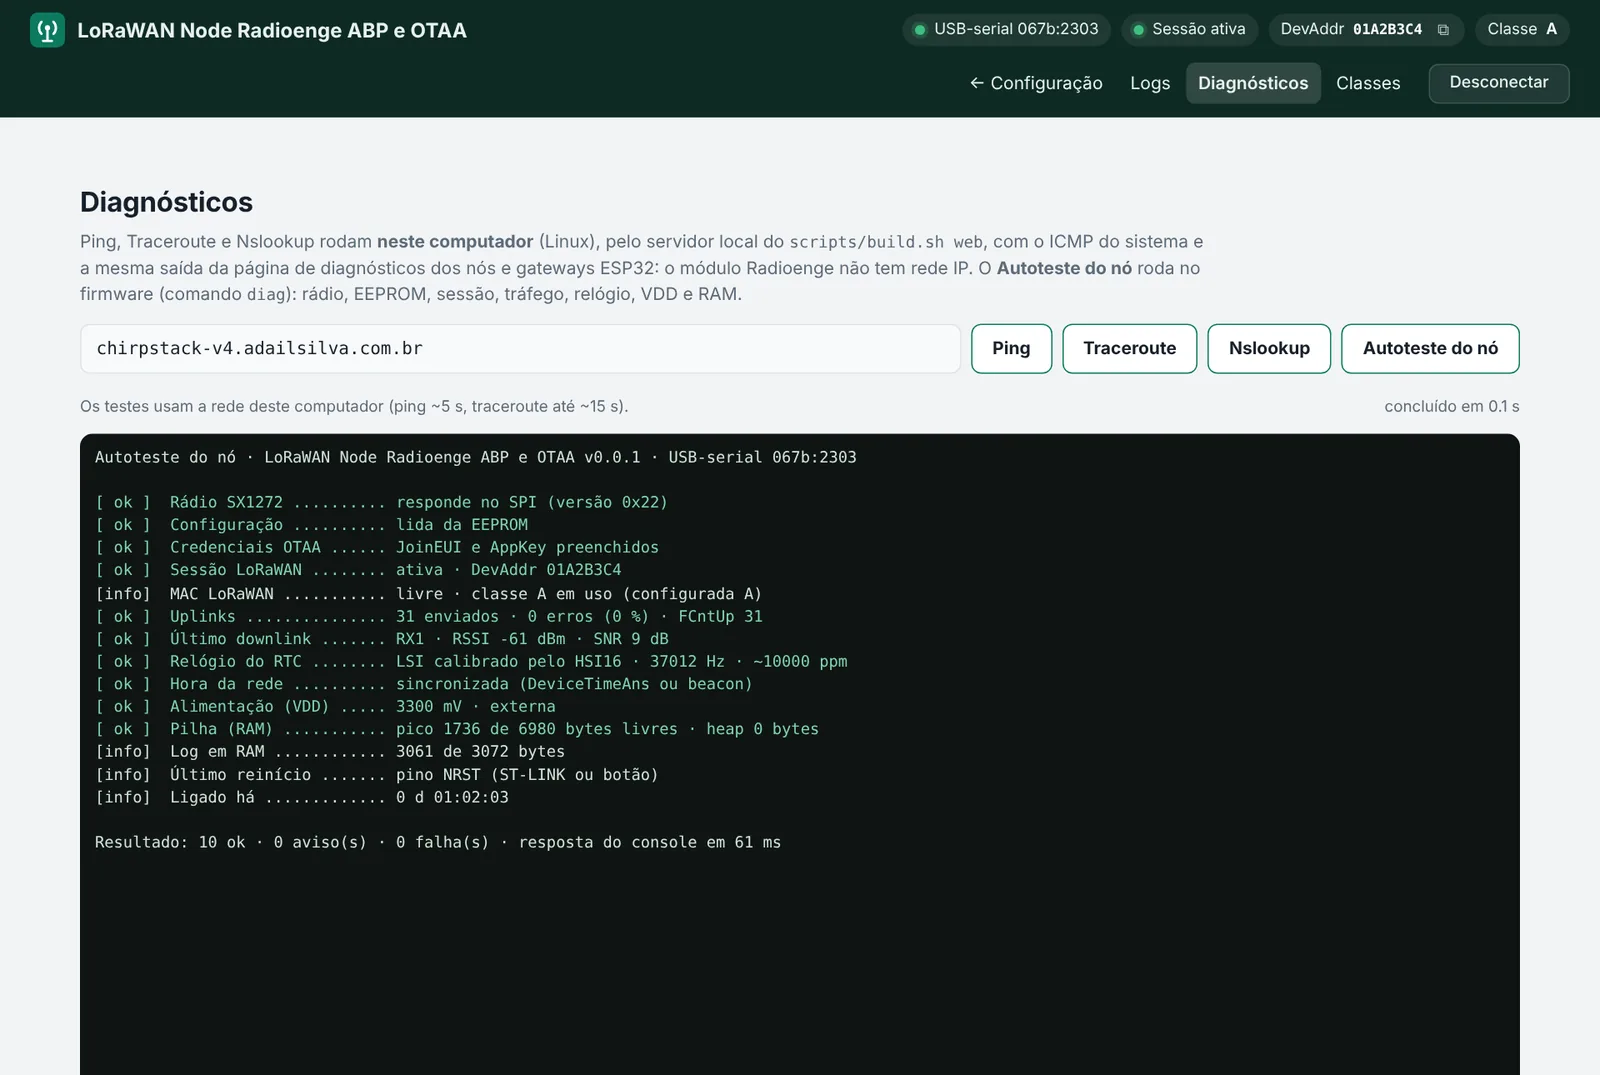 LoRaWAN Node Radioenge ABP e OTAA
USB-serial 067b:2303
Sessão ativa
DevAddr 01A2B3C4
Classe A
← Configuração
Logs
Diagnósticos
Classes
Desconectar
Diagnósticos
Ping, Traceroute e Nslookup rodam neste computador (Linux), pelo servidor local do scripts/build.sh web, com o ICMP do sistema e
a mesma saída da página de diagnósticos dos nós e gateways ESP32: o módulo Radioenge não tem rede IP. O Autoteste do nó roda no
firmware (comando diag): rádio, EEPROM, sessão, tráfego, relógio, VDD e RAM.
chirpstack-v4.adailsilva.com.br
Ping
Traceroute
Nslookup
Autoteste do nó
Os testes usam a rede deste computador (ping ~5 s, traceroute até ~15 s).
concluído em 0.1 s
Autoteste do nó · LoRaWAN Node Radioenge ABP e OTAA v0.0.1 · USB-serial 067b:2303
[ ok ]  Rádio SX1272 .......... responde no SPI (versão 0x22)
[ ok ]  Configuração .......... lida da EEPROM
[ ok ]  Credenciais OTAA ...... JoinEUI e AppKey preenchidos
[ ok ]  Sessão LoRaWAN ........ ativa · DevAddr 01A2B3C4
[info]  MAC LoRaWAN ........... livre · classe A em uso (configurada A)
[ ok ]  Uplinks ............... 31 enviados · 0 erros (0 %) · FCntUp 31
[ ok ]  Último downlink ....... RX1 · RSSI -61 dBm · SNR 9 dB
[ ok ]  Relógio do RTC ........ LSI calibrado pelo HSI16 · 37012 Hz · ~10000 ppm
[ ok ]  Hora da rede .......... sincronizada (DeviceTimeAns ou beacon)
[ ok ]  Alimentação (VDD) ..... 3300 mV · externa
[ ok ]  Pilha (RAM) ........... pico 1736 de 6980 bytes livres · heap 0 bytes
[info]  Log em RAM ............ 3061 de 3072 bytes
[info]  Último reinício ....... pino NRST (ST-LINK ou botão)
[info]  Ligado há ............. 0 d 01:02:03
Resultado: 10 ok · 0 aviso(s) · 0 falha(s) · resposta do console em 61 ms